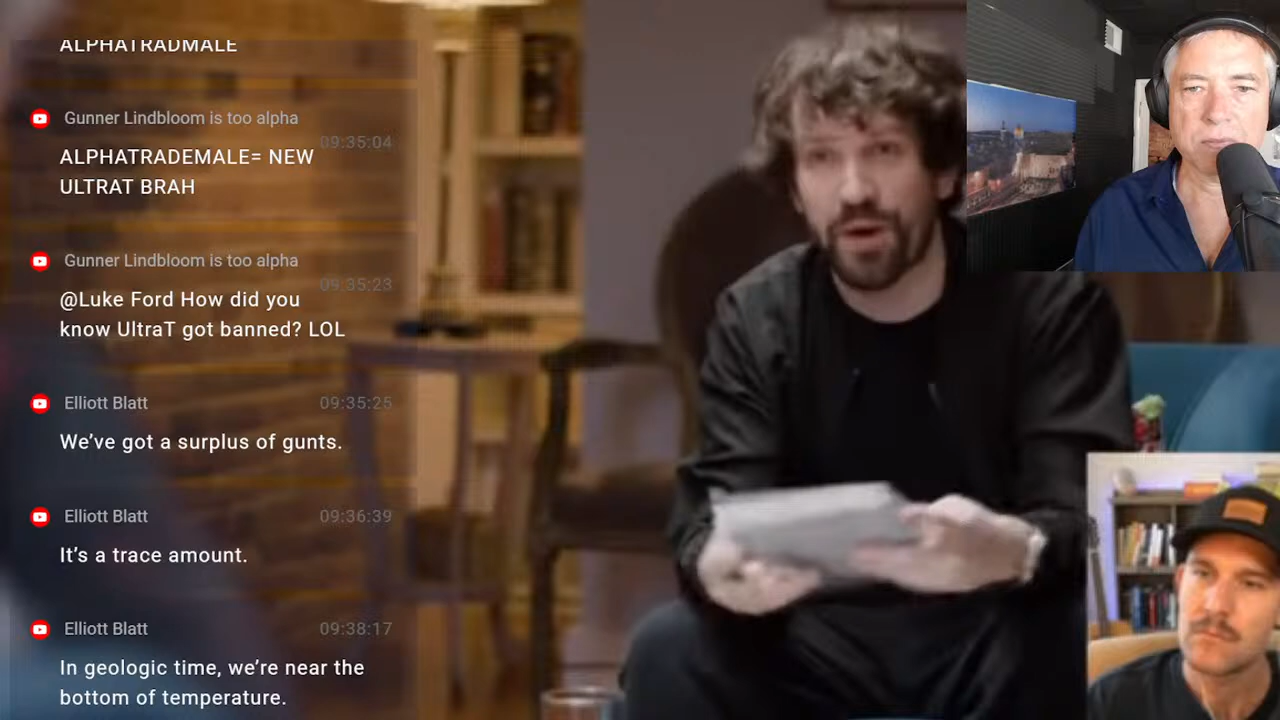 ALPHATRADMALE
Gunner Lindbloom is too alpha
09:35:04
ALPHATRADEMALE= NEW
ULTRAT BRAH
Gunner Lindbloom is too alpha
09:35:23
@Luke Ford How did you
know UltraT got banned? LOL
Elliott Blatt
09:35:25
We’ve got a surplus of gunts.
Elliott Blatt
09:36:39
It’s a trace amount.
Elliott Blatt
09:38:17
In geologic time, we’re near the
bottom of temperature.